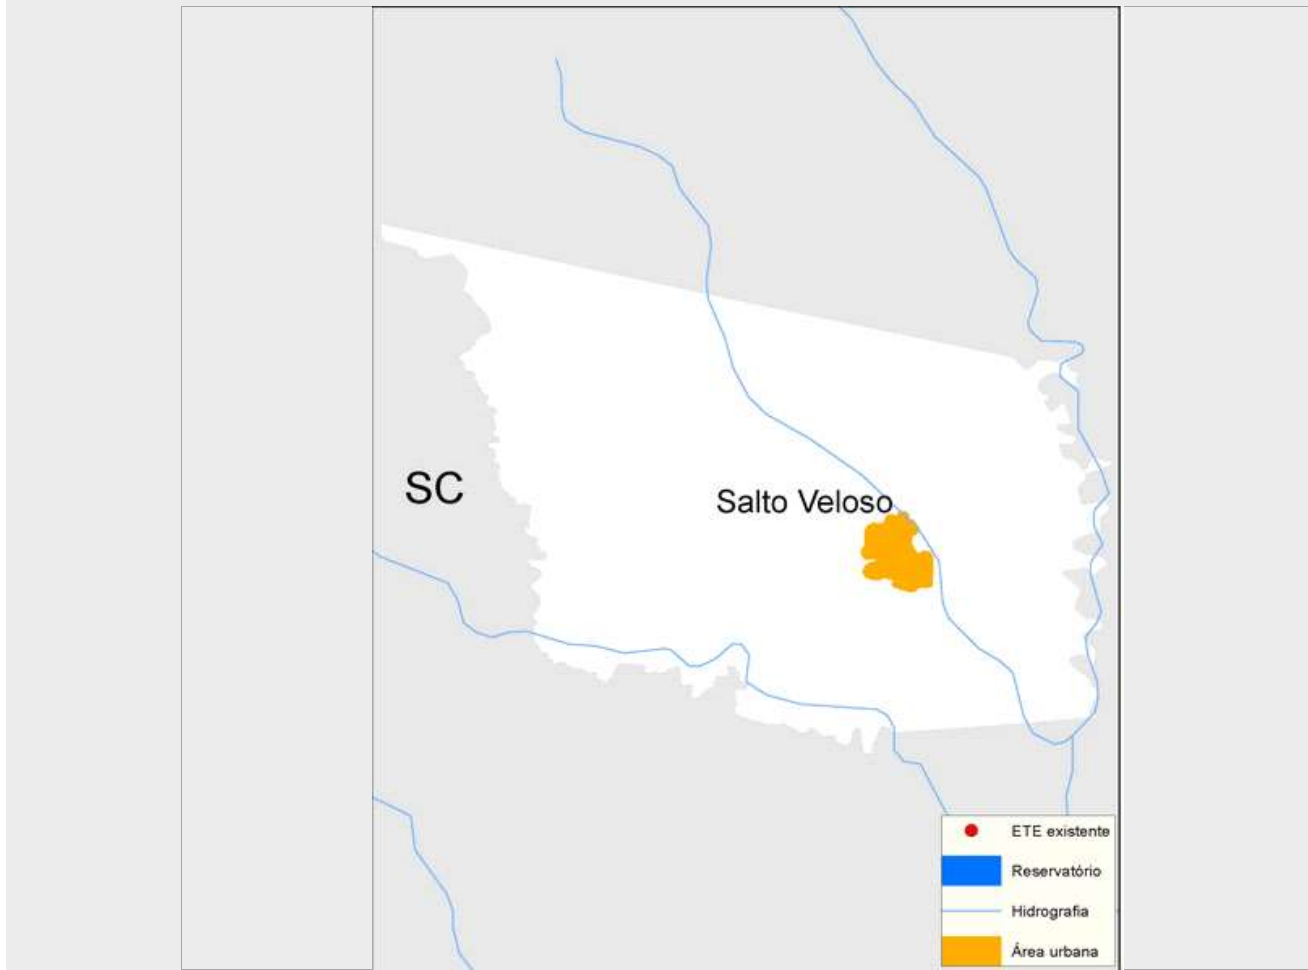 SC
Salto Veloso
ETE existente
Reservatório
Hidrografia
Área urbana